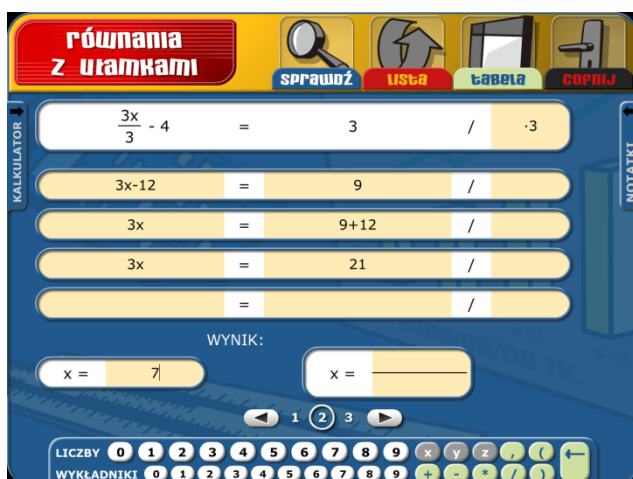 równania
z ułamkami
sprawdź
lista
tabela
cofnij
KALKULATOR
NOTATKI
3x/3 - 4 = 3 / ·3
3x-12 = 9 /
3x = 9+12 /
3x = 21 /
= /
WYNIK:
x = 7
x =
1 2 3
LICZBY 0 1 2 3 4 5 6 7 8 9 x y z , ( ←
WYKŁADNIKI 0 1 2 3 4 5 6 7 8 9 + - * / )